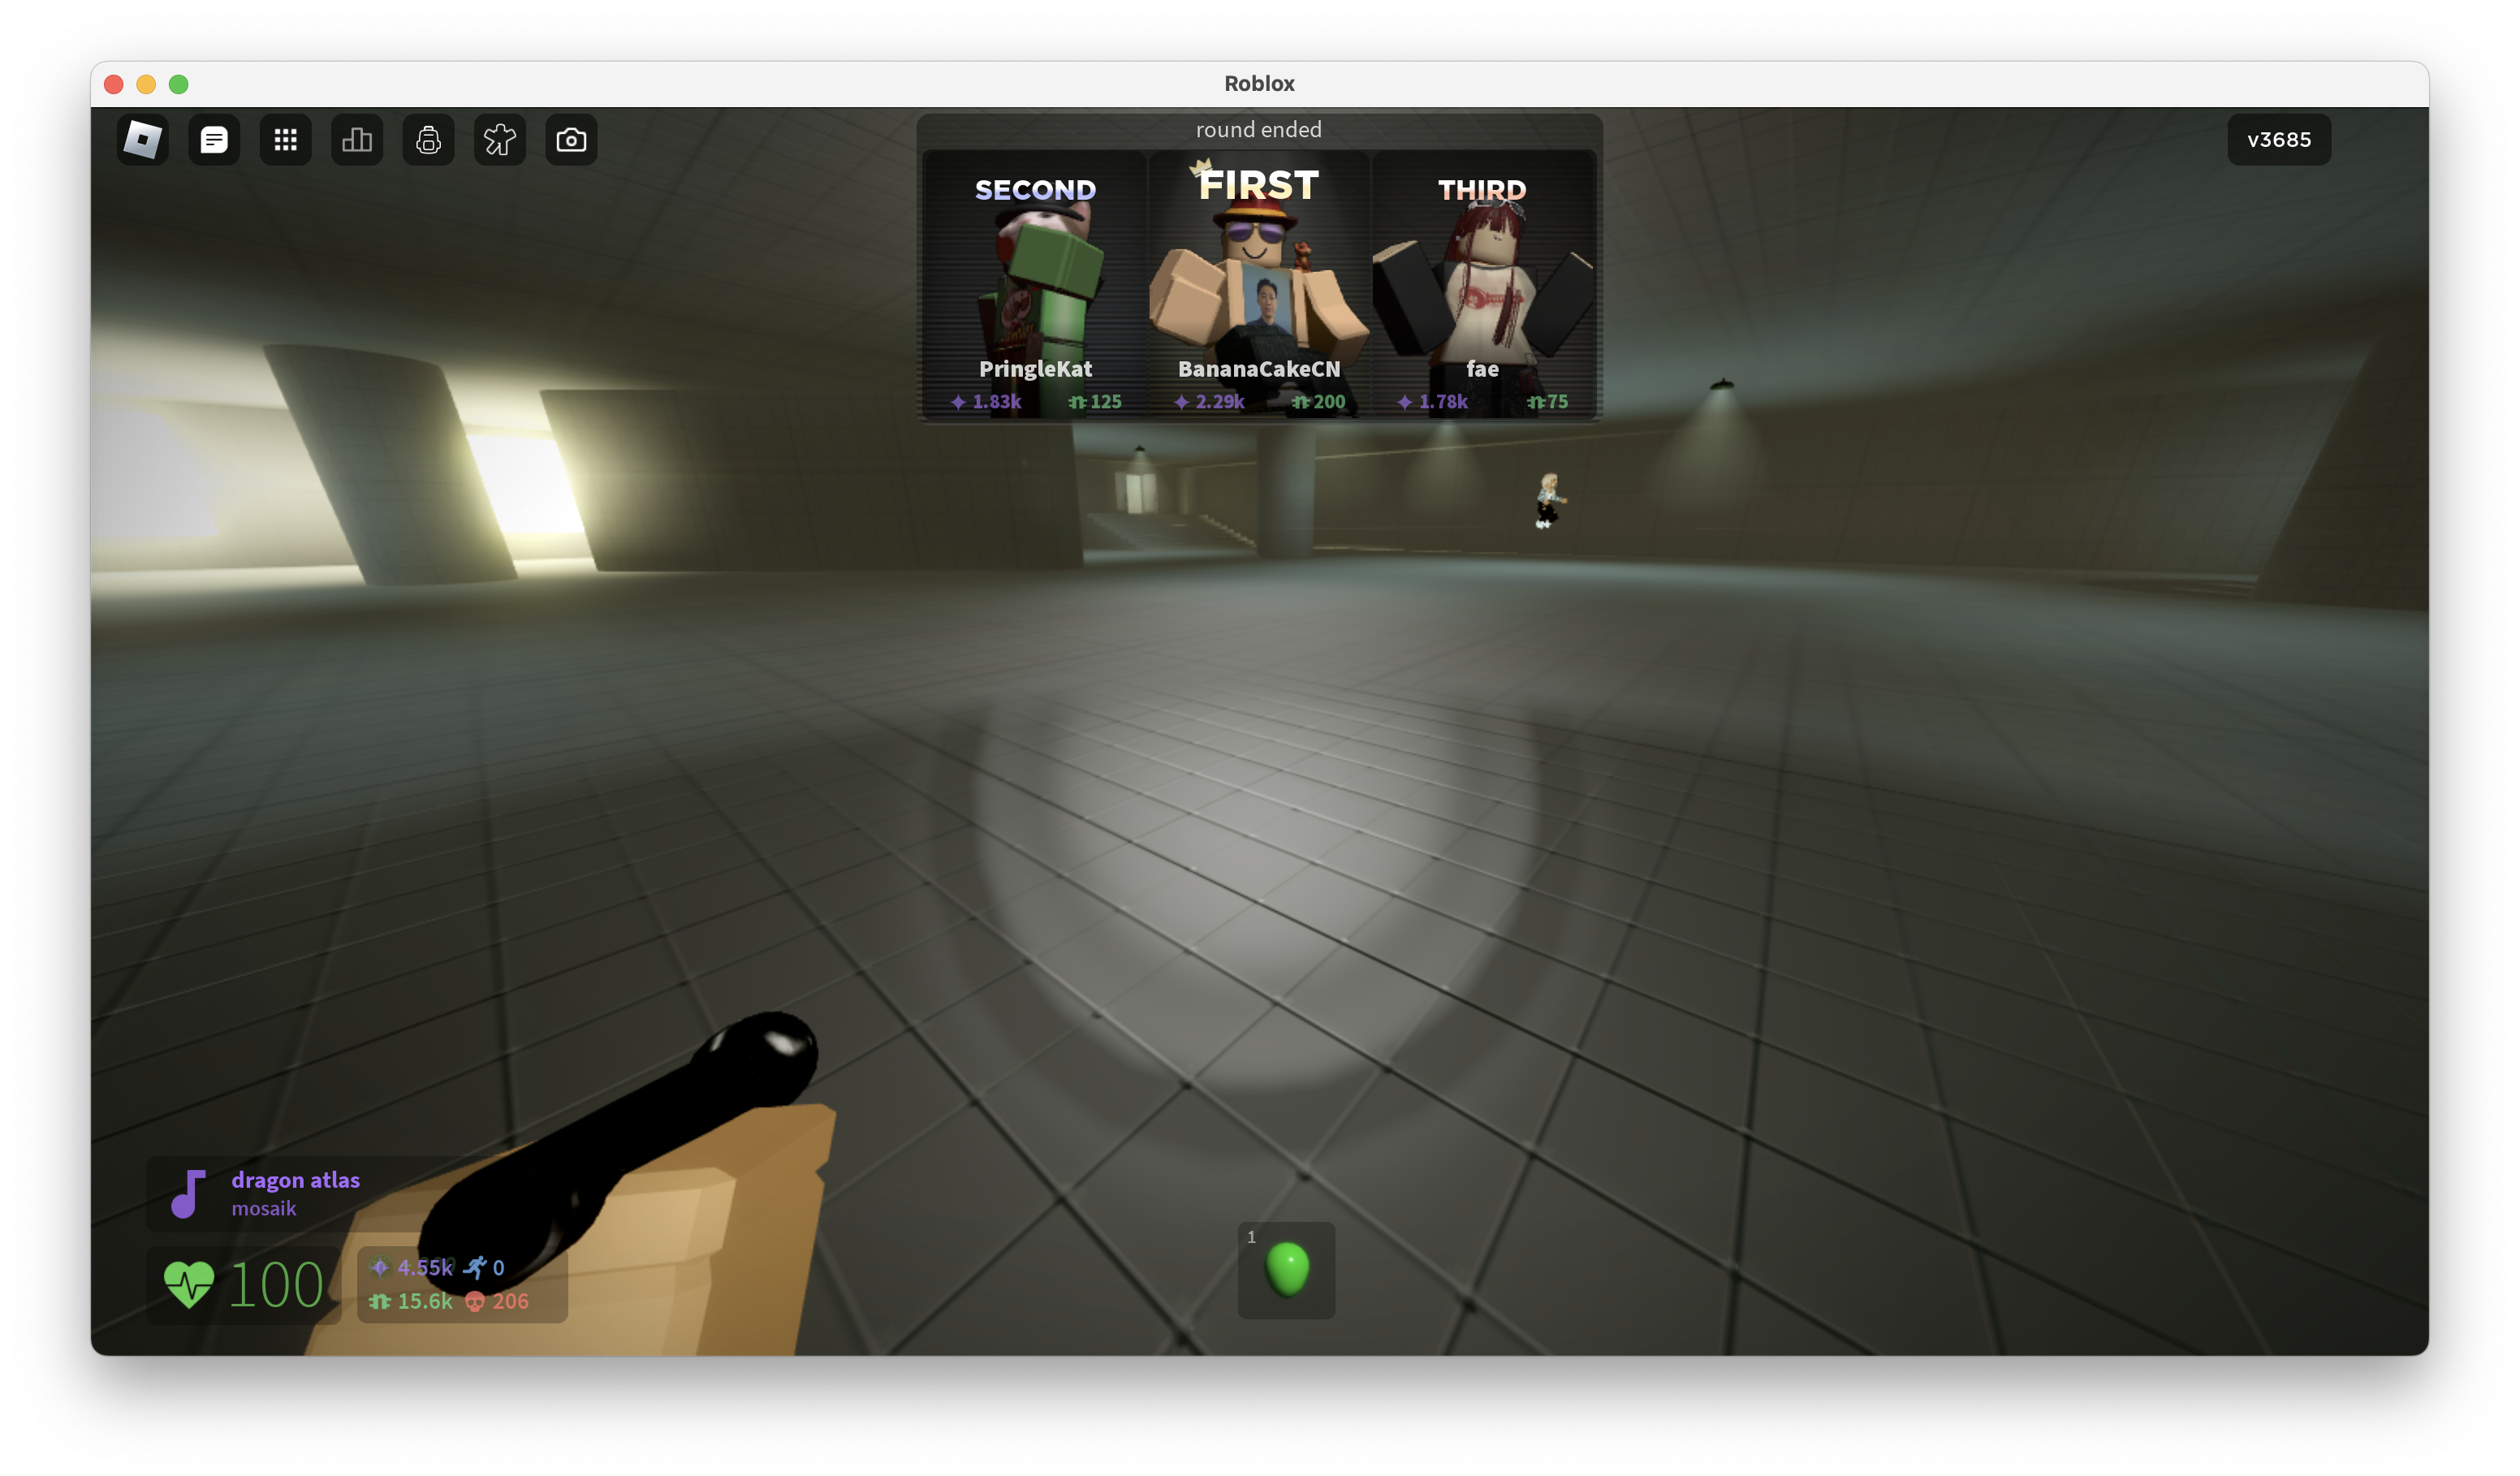 Roblox
v3685
round ended
SECOND
FIRST
THIRD
PringleKat
BananaCakeCN
fae
1.83k 125
2.29k 200
1.78k 75
dragon atlas
mosaik
100
4.55k 0
15.6k 206
1